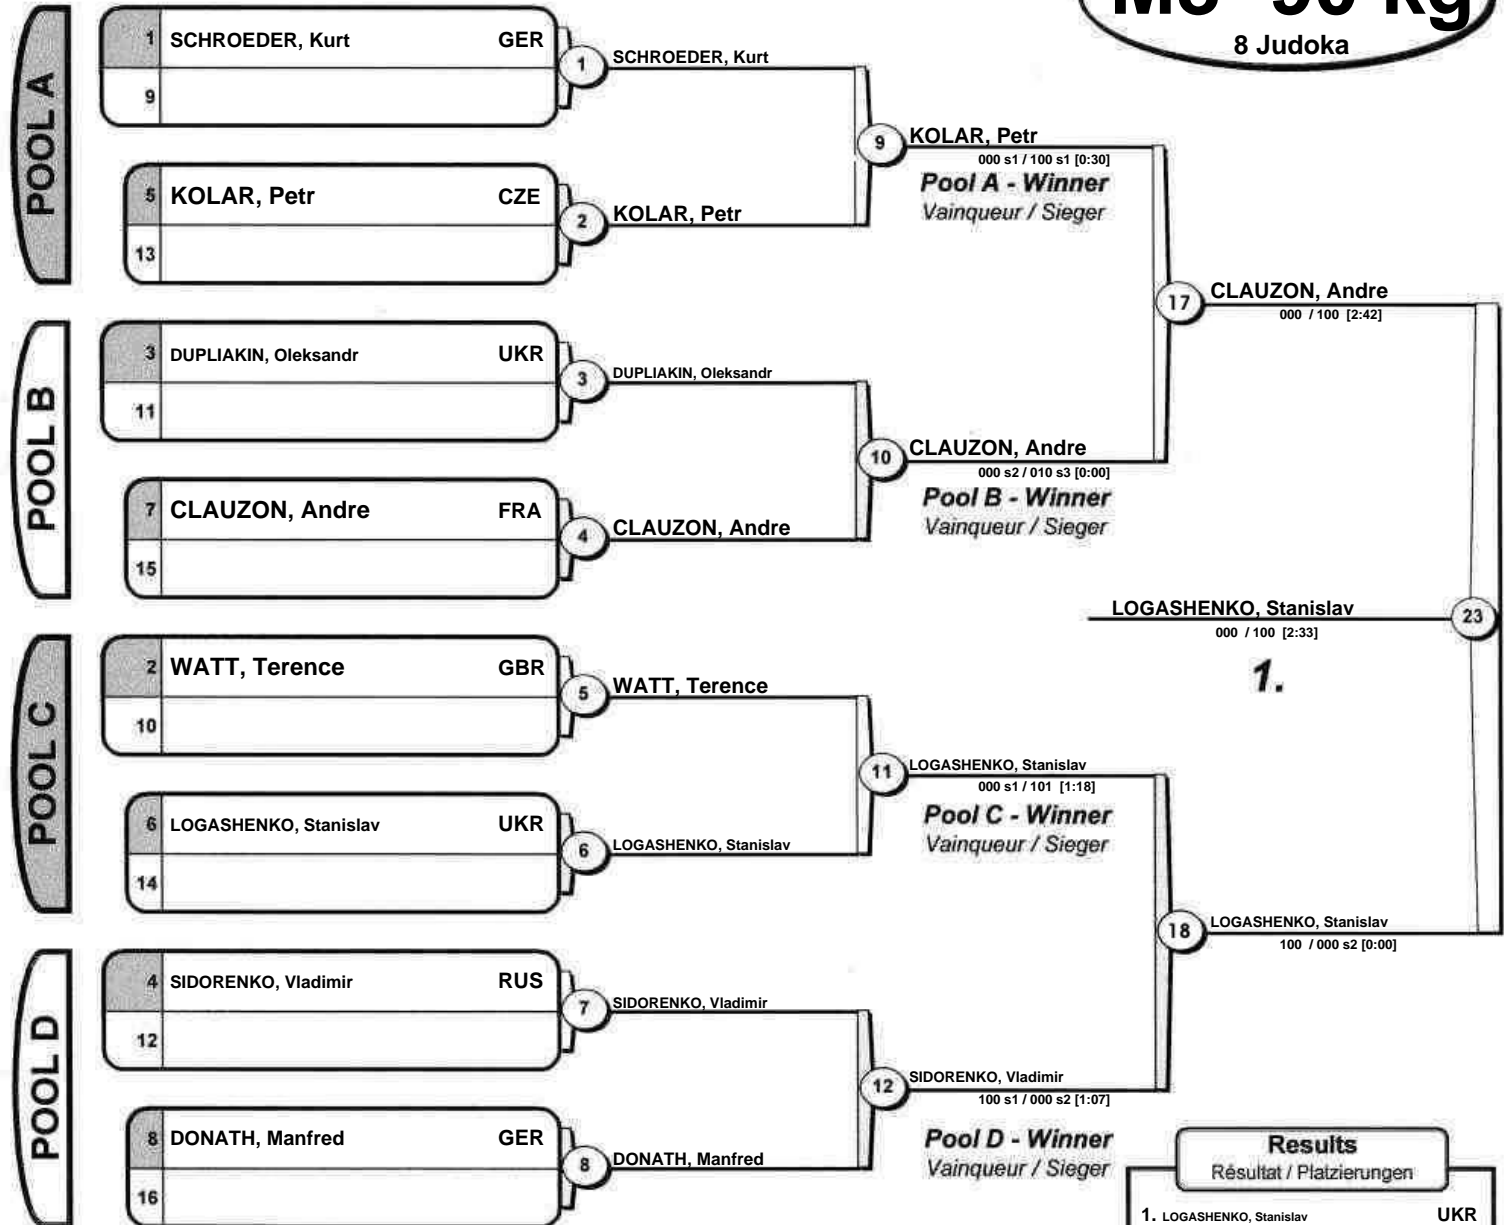 8 Judoka
POOL A
1 SCHROEDER, Kurt GER
9
1 SCHROEDER, Kurt
5 KOLAR, Petr CZE
13
2 KOLAR, Petr
9 KOLAR, Petr
000 s1 / 100 s1 [0:30]
Pool A - Winner
Vainqueur / Sieger
POOL B
3 DUPLIAKIN, Oleksandr UKR
11
3 DUPLIAKIN, Oleksandr
7 CLAUZON, Andre FRA
15
4 CLAUZON, Andre
10 CLAUZON, Andre
000 s2 / 010 s3 [0:00]
Pool B - Winner
Vainqueur / Sieger
17 CLAUZON, Andre
000 / 100 [2:42]
LOGASHENKO, Stanislav 23
000 / 100 [2:33]
1.
POOL C
2 WATT, Terence GBR
10
5 WATT, Terence
6 LOGASHENKO, Stanislav UKR
14
6 LOGASHENKO, Stanislav
11 LOGASHENKO, Stanislav
000 s1 / 101 [1:18]
Pool C - Winner
Vainqueur / Sieger
18 LOGASHENKO, Stanislav
100 / 000 s2 [0:00]
POOL D
4 SIDORENKO, Vladimir RUS
12
7 SIDORENKO, Vladimir
8 DONATH, Manfred GER
16
8 DONATH, Manfred
12 SIDORENKO, Vladimir
100 s1 / 000 s2 [1:07]
Pool D - Winner
Vainqueur / Sieger
Results
Résultat / Platzierungen
1. LOGASHENKO, Stanislav UKR